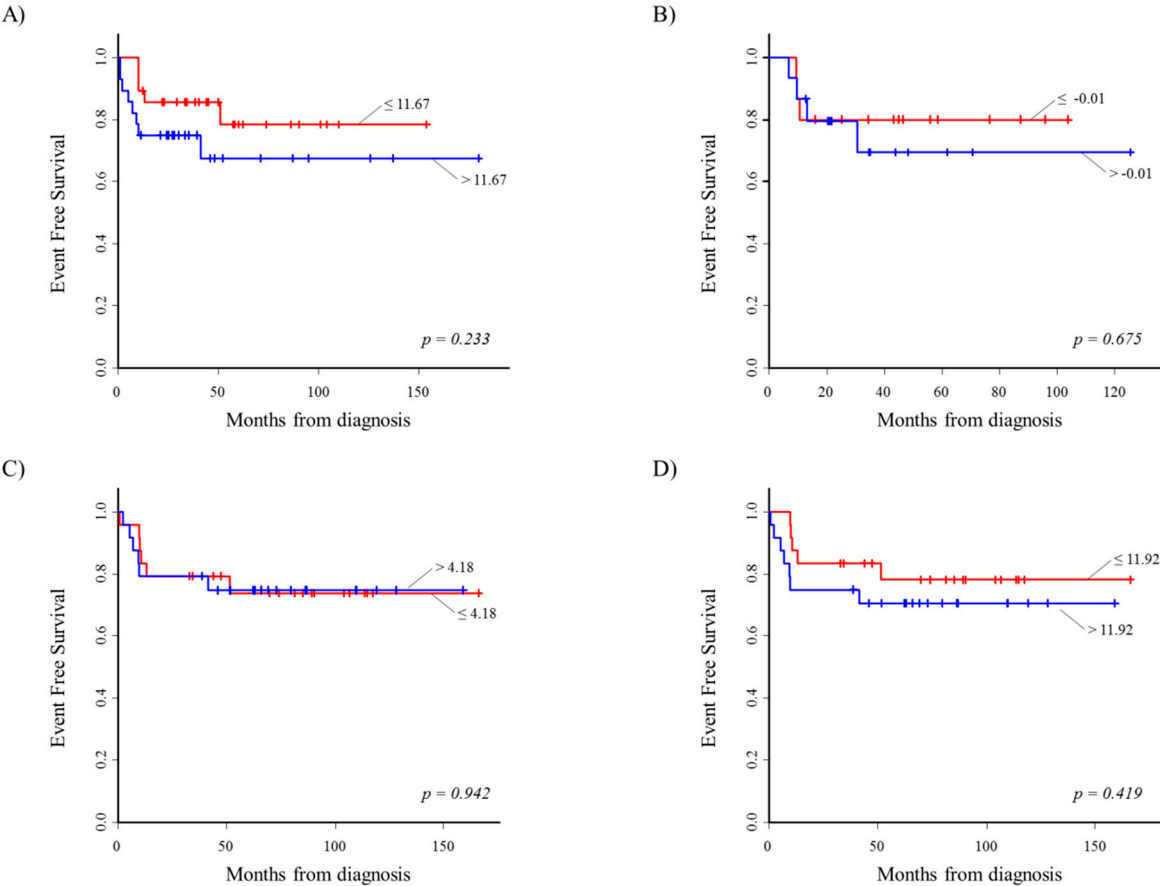 A)
Event Free Survival
1.0
0.8
0.6
0.4
0.2
0.0
≤ 11.67
> 11.67
p = 0.233
0 50 100 150
Months from diagnosis
B)
Event Free Survival
1.0
0.8
0.6
0.4
0.2
0.0
≤ -0.01
> -0.01
p = 0.675
0 20 40 60 80 100 120
Months from diagnosis
C)
Event Free Survival
1.0
0.8
0.6
0.4
0.2
0.0
> 4.18
≤ 4.18
p = 0.942
0 50 100 150
Months from diagnosis
D)
Event Free Survival
1.0
0.8
0.6
0.4
0.2
0.0
≤ 11.92
> 11.92
p = 0.419
0 50 100 150
Months from diagnosis